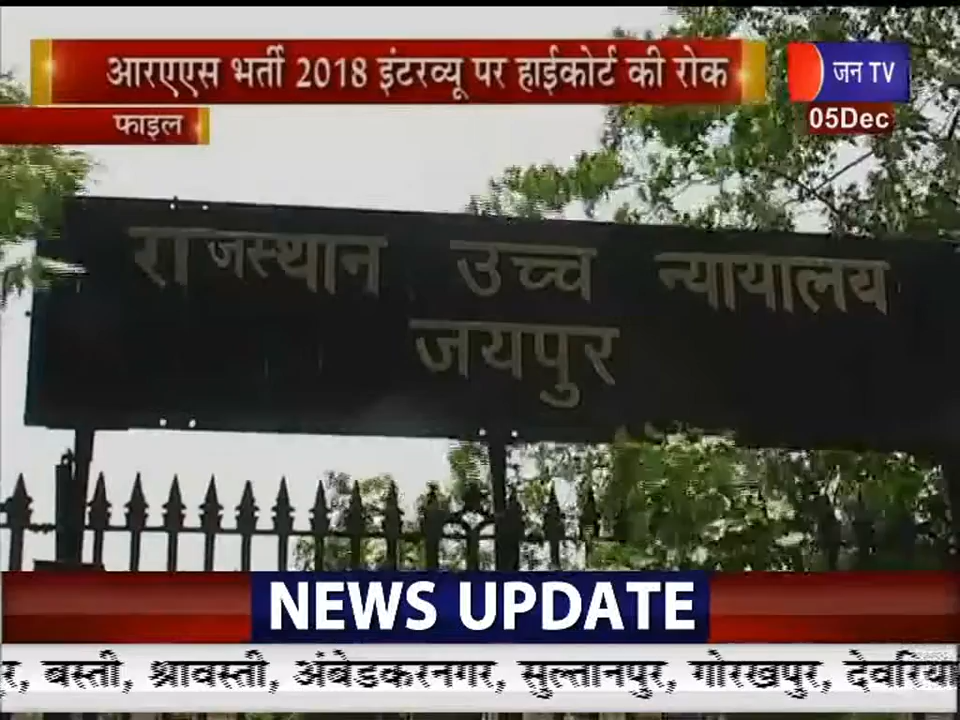 आरएएस भर्ती 2018 इंटरव्यू पर हाईकोर्ट की रोक
जन TV
फाइल
05Dec
राजस्थान उच्च न्यायालय
जयपुर
NEWS UPDATE
र, बस्ती, श्रावस्ती, अंबेडकरनगर, सुल्तानपुर, गोरखपुर, देवरिया